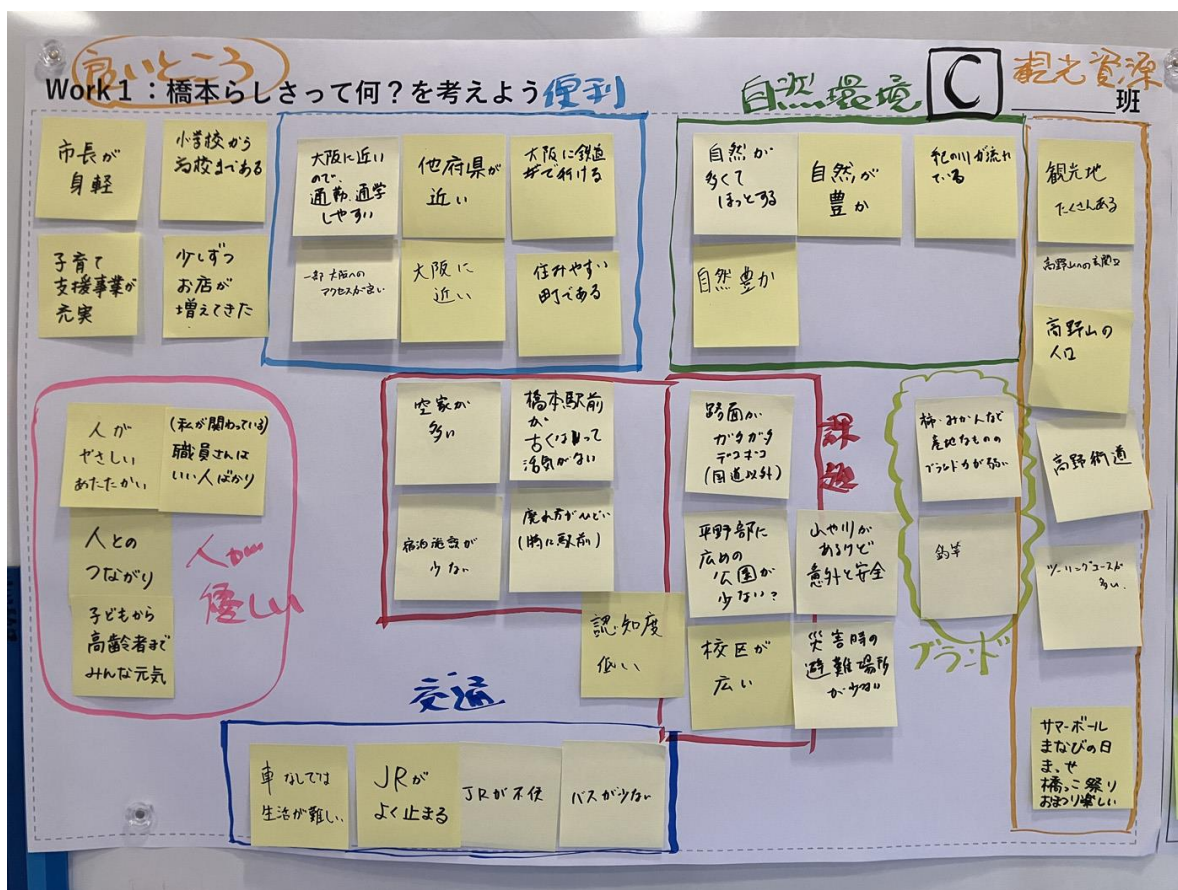 良いところ
Work1：橋本らしさって何？を考えよう
C
班
市長が
身軽
小学校から
高校まである
子育て
支援事業が
充実
少しずつ
お店が
増えてきた
便利
大阪に近い
ので、
通勤、通学
しやすい
他府県が
近い
大阪に鉄道
で行ける
一部 大阪への
アクセスが良い
大阪に
近い
住みやすい
町である
自然環境
自然が
多くて
ほっとする
自然が
豊か
紀の川が流れ
ている
自然豊か
観光資源
観光地
たくさんある
高野山への玄関口
高野山の
入口
高野街道
ツーリングコースが
多い、
サマーボール
まなびの日
まっせ
橋っこ祭り
おまつり楽しい
人が
やさしい
あたたかい
(私が関わっている)
職員さんは
いい人ばかり
人との
つながり
子どもから
高齢者まで
みんな元気
人が
優しい
課題
空家が
多い
橋本駅前
が
古くなって
活気がない
宿泊施設が
少ない
廃れ方がひどい
(特に駅前)
認知度
低い
路面が
ガタガタ
デコボコ
(国道以外)
平野部に
広めの
公園が
少ない？
山や川が
あるけど
意外と安全
校区が
広い
災害時の
避難場所
が少ない
柿・みかんなど
産地なものの
ブランド力が弱い
釣竿
ブランド
交通
車なしでは
生活が難しい、
JRが
よく止まる
JRが不便
バスが少ない